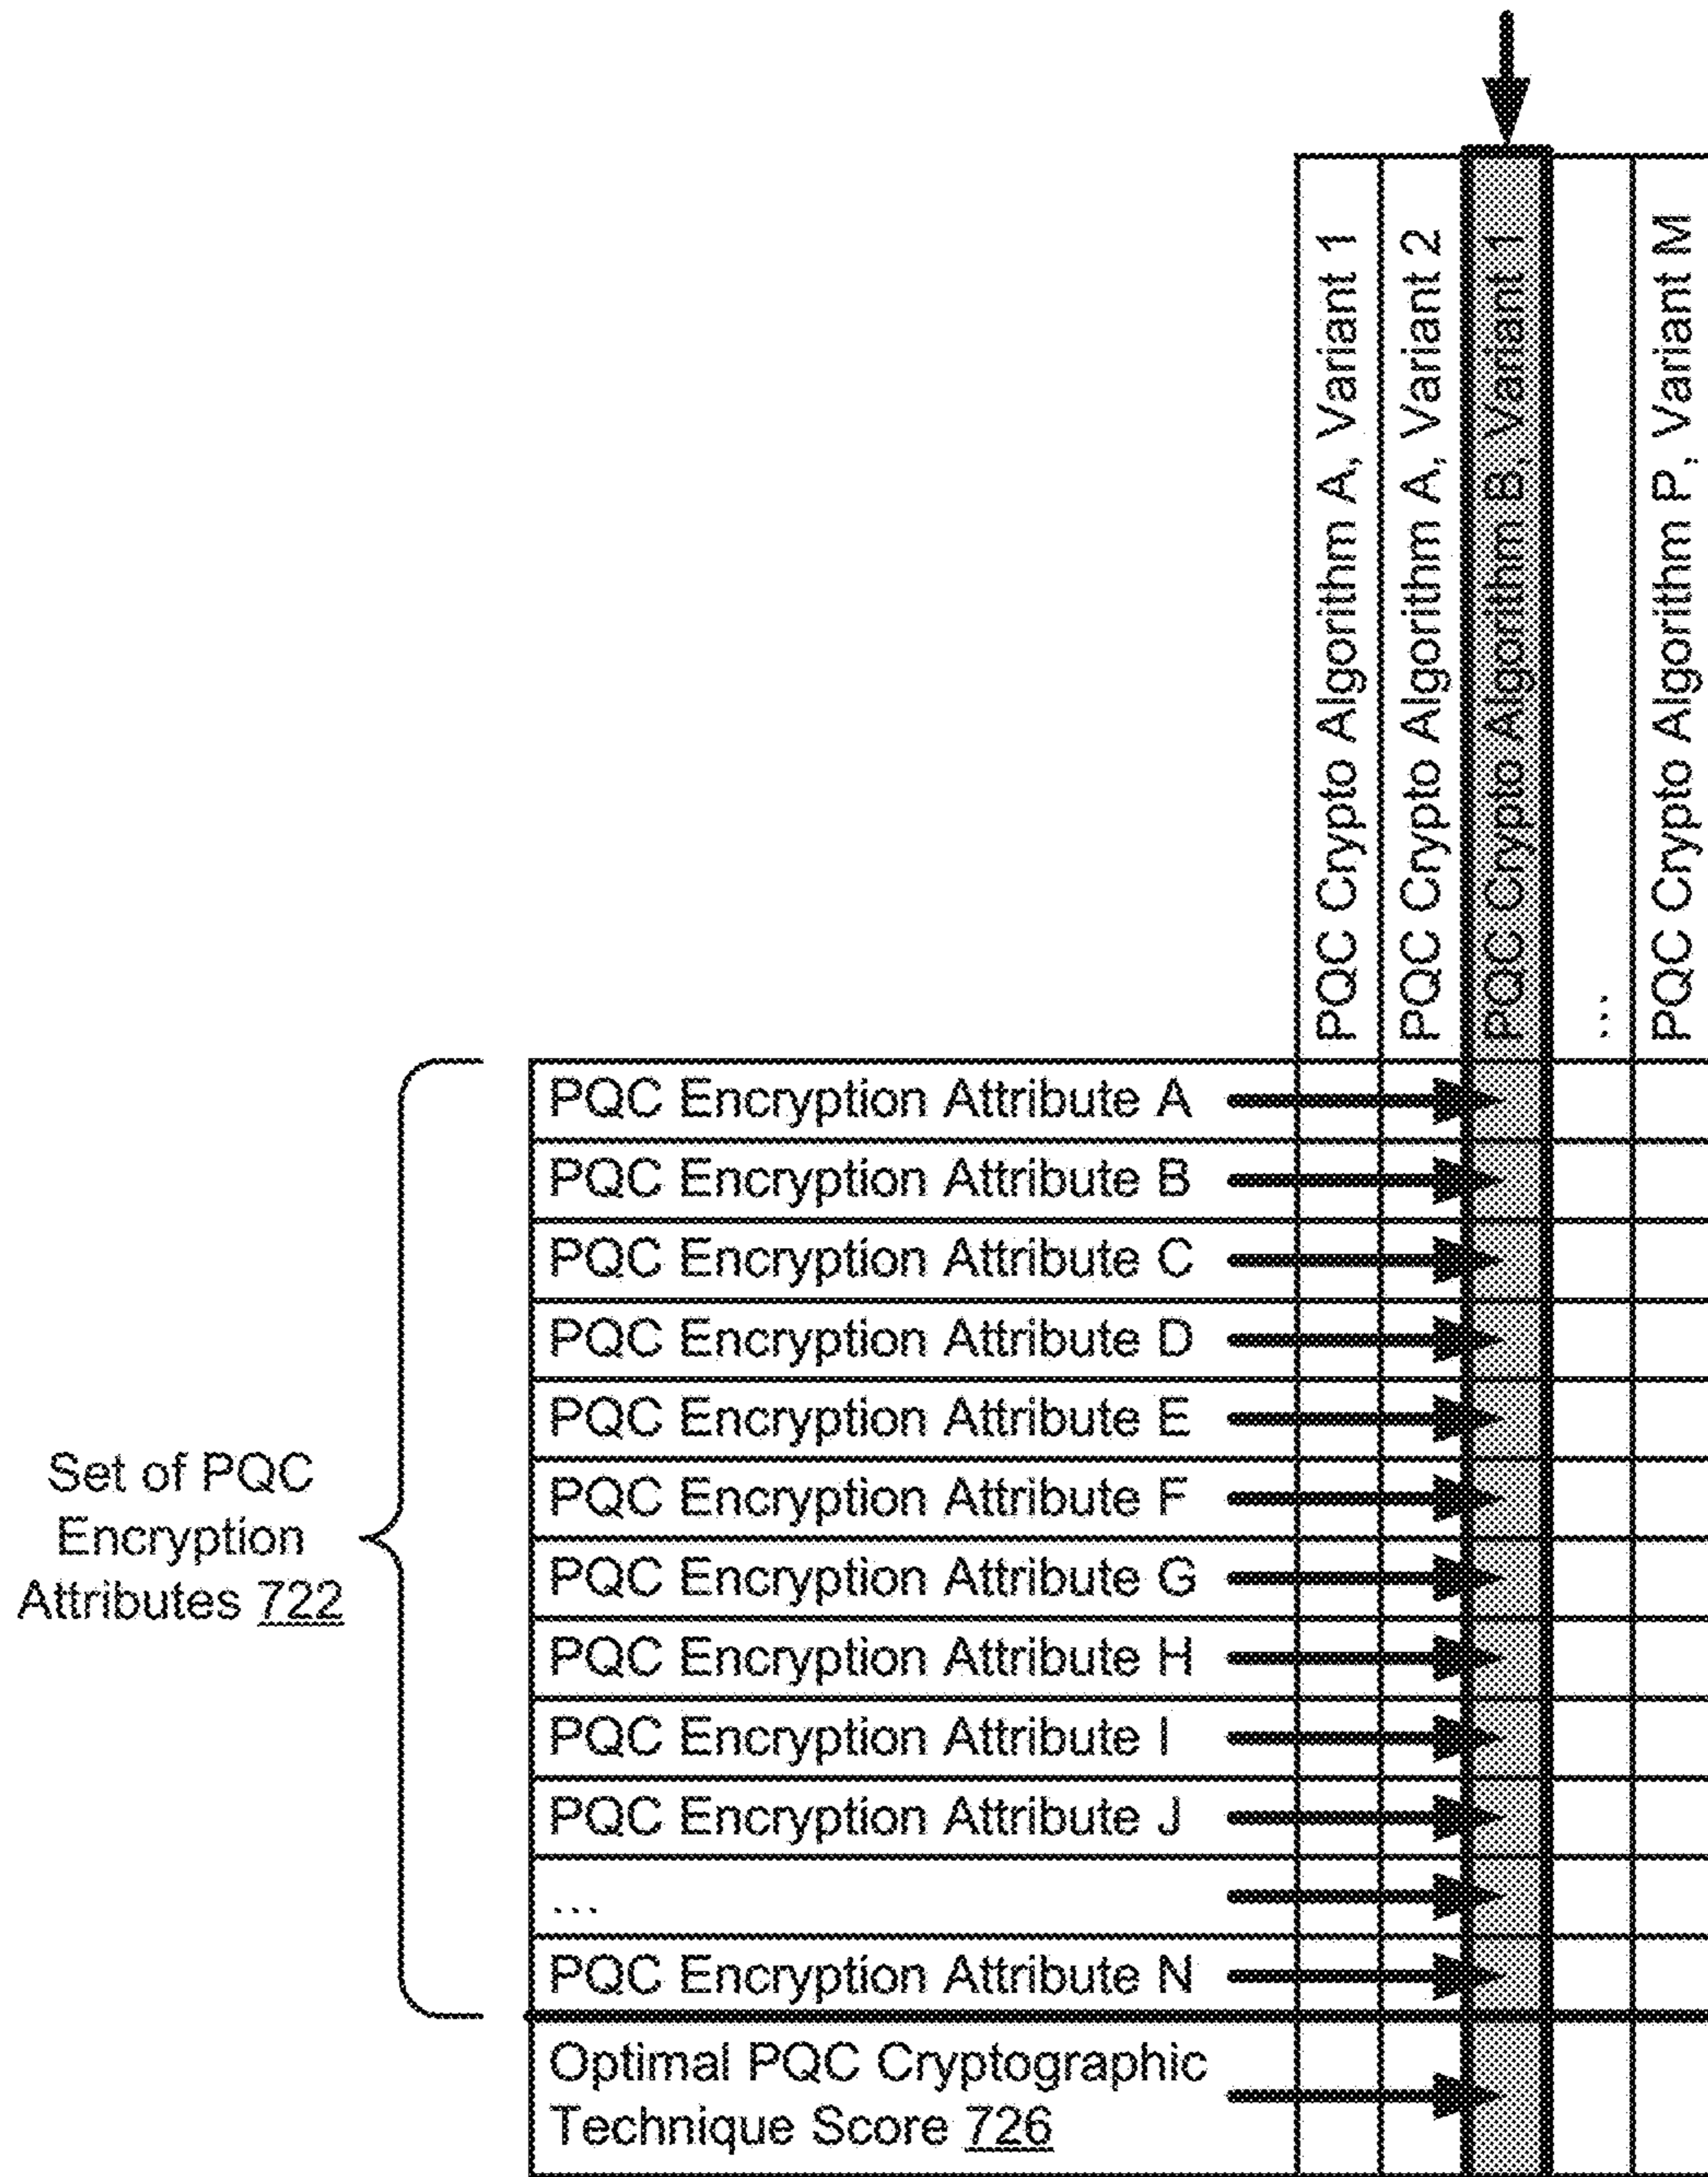 PQC Crypto Algorithm A, Variant 1
PQC Crypto Algorithm A, Variant 2
PQC Crypto Algorithm B, Variant 1
...
PQC Crypto Algorithm P, Variant M
Set of PQC
Encryption
Attributes 722
PQC Encryption Attribute A
PQC Encryption Attribute B
PQC Encryption Attribute C
PQC Encryption Attribute D
PQC Encryption Attribute E
PQC Encryption Attribute F
PQC Encryption Attribute G
PQC Encryption Attribute H
PQC Encryption Attribute I
PQC Encryption Attribute J
...
PQC Encryption Attribute N
Optimal PQC Cryptographic
Technique Score 726